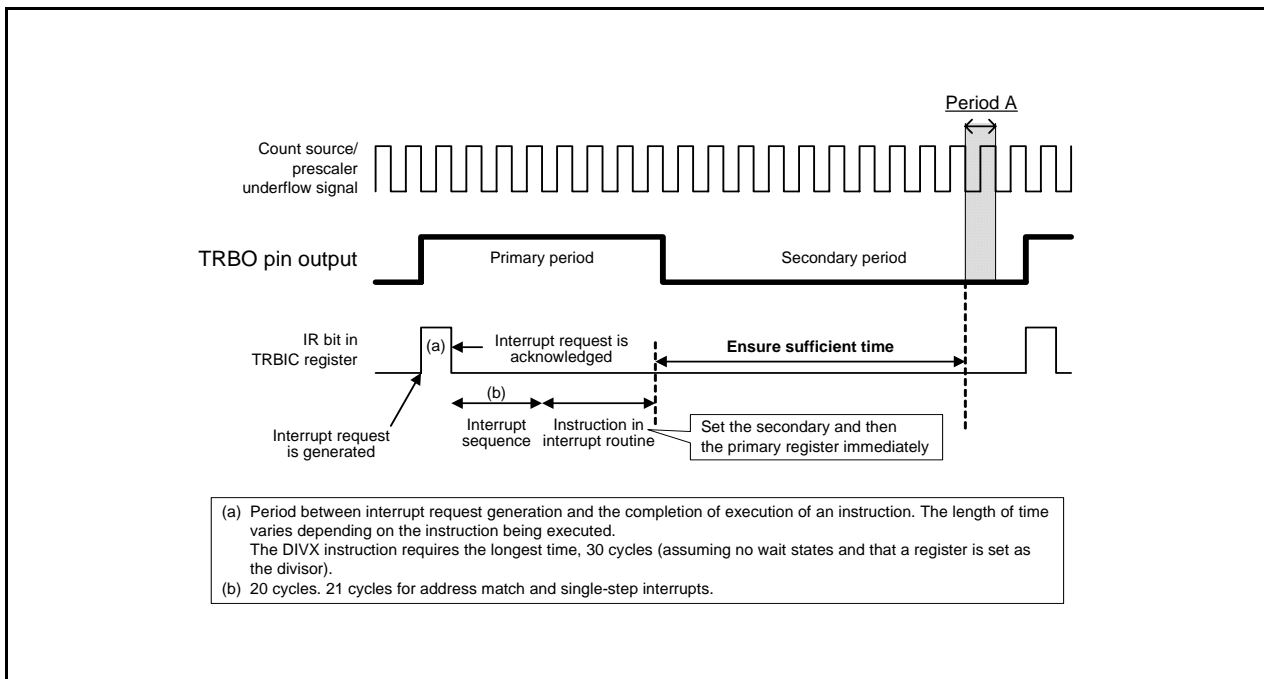 Period A
Count source/
prescaler
underflow signal
TRBO pin output
Primary period
Secondary period
IR bit in
TRBIC register
(a)
Interrupt request is
acknowledged
Ensure sufficient time
(b)
Interrupt
sequence
Instruction in
interrupt routine
Set the secondary and then
the primary register immediately
Interrupt request
is generated
(a) Period between interrupt request generation and the completion of execution of an instruction. The length of time
varies depending on the instruction being executed.
The DIVX instruction requires the longest time, 30 cycles (assuming no wait states and that a register is set as
the divisor).
(b) 20 cycles. 21 cycles for address match and single-step interrupts.